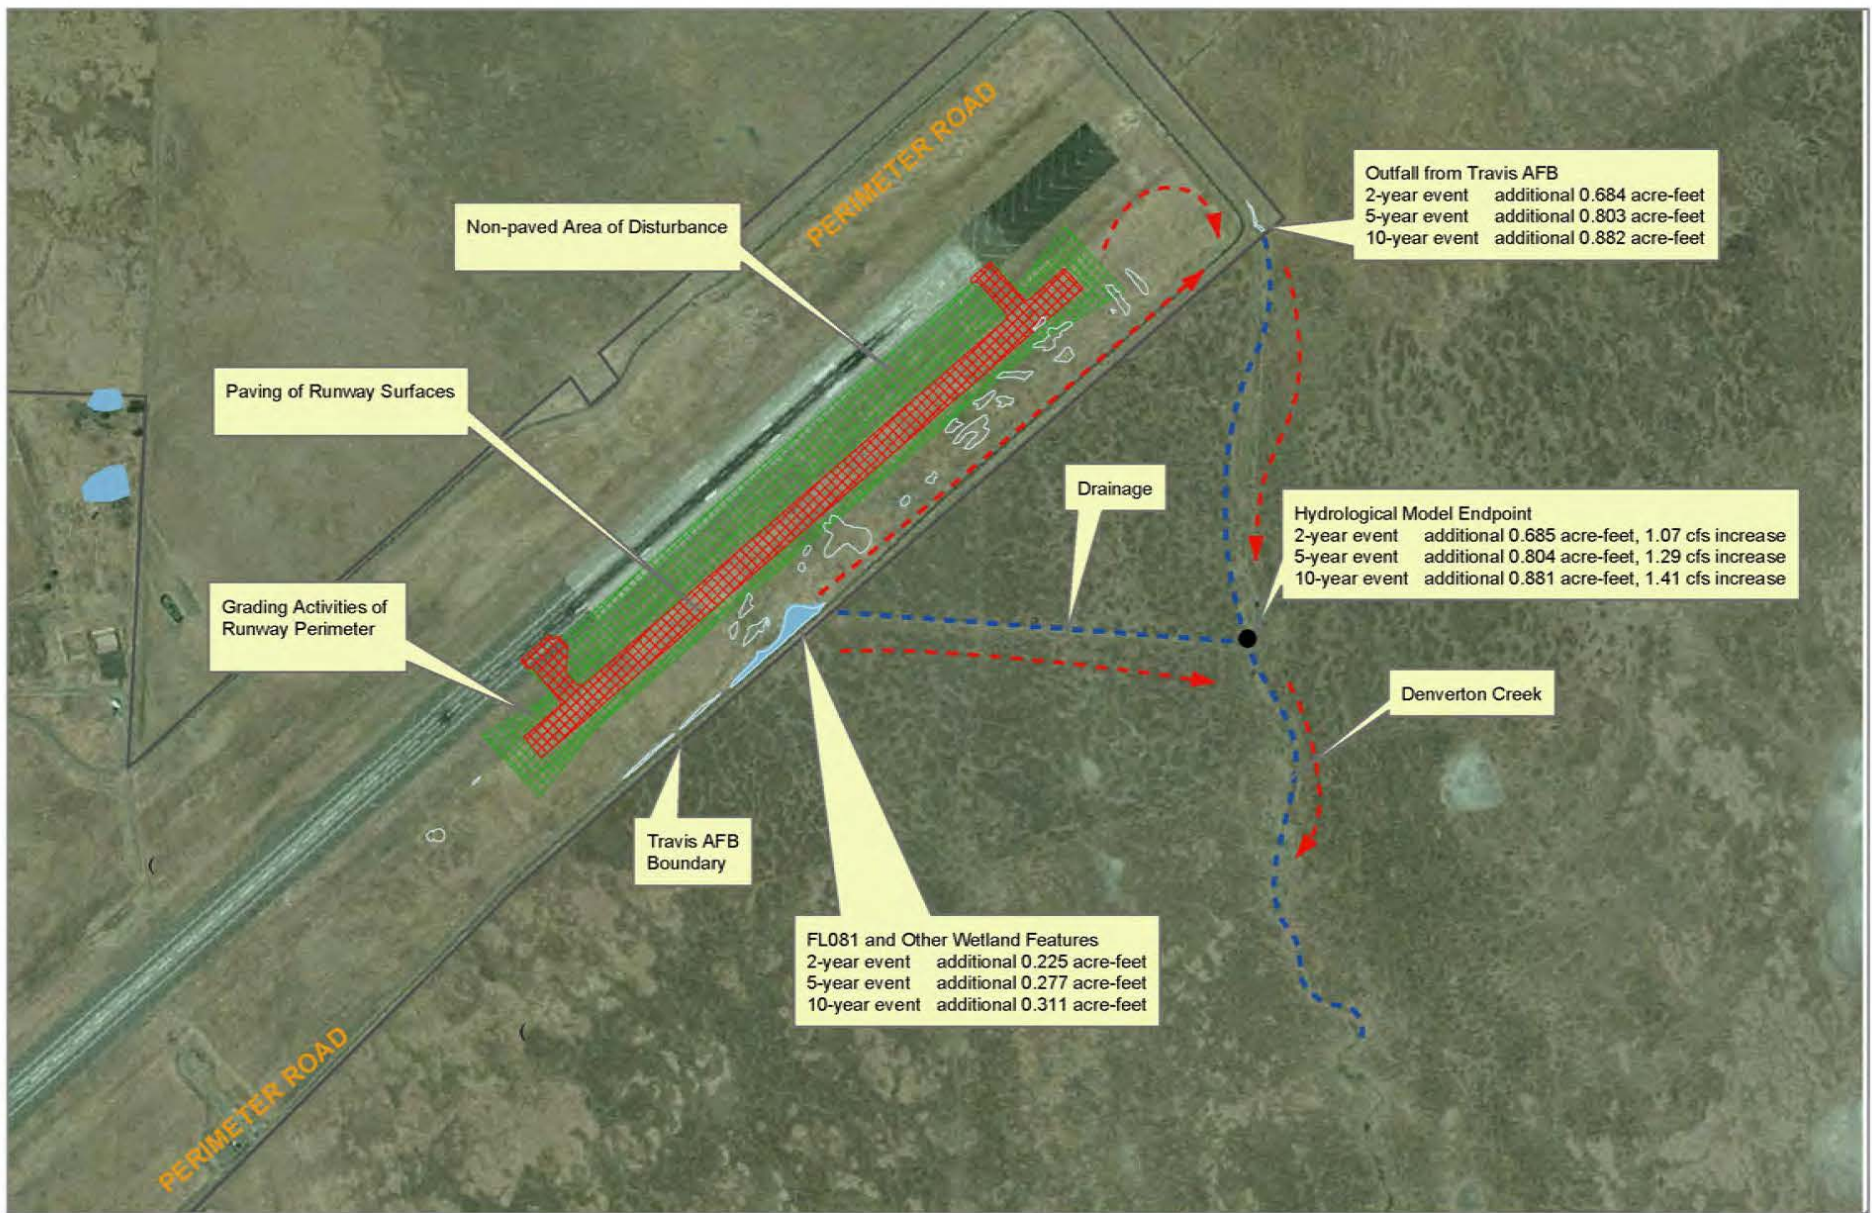 PERIMETER ROAD
Outfall from Travis AFB
2-year event additional 0.684 acre-feet
5-year event additional 0.803 acre-feet
10-year event additional 0.882 acre-feet
Non-paved Area of Disturbance
Paving of Runway Surfaces
Drainage
Hydrological Model Endpoint
2-year event additional 0.685 acre-feet, 1.07 cfs increase
5-year event additional 0.804 acre-feet, 1.29 cfs increase
10-year event additional 0.881 acre-feet, 1.41 cfs increase
Grading Activities of
Runway Perimeter
Denverton Creek
Travis AFB
Boundary
FL081 and Other Wetland Features
2-year event additional 0.225 acre-feet
5-year event additional 0.277 acre-feet
10-year event additional 0.311 acre-feet
PERIMETER ROAD